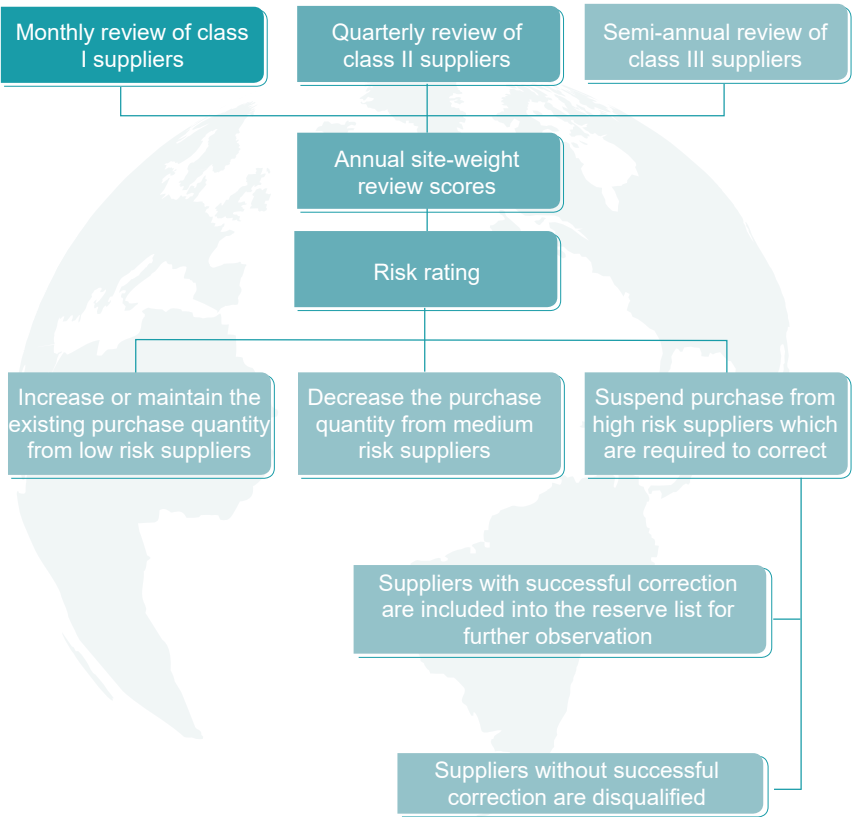 Monthly review of class
I suppliers
Quarterly review of
class II suppliers
Semi-annual review of
class III suppliers
Annual site-weight
review scores
Risk rating
Increase or maintain the
existing purchase quantity
from low risk suppliers
Decrease the purchase
quantity from medium
risk suppliers
Suspend purchase from
high risk suppliers which
are required to correct
Suppliers with successful correction
are included into the reserve list for
further observation
Suppliers without successful
correction are disqualified